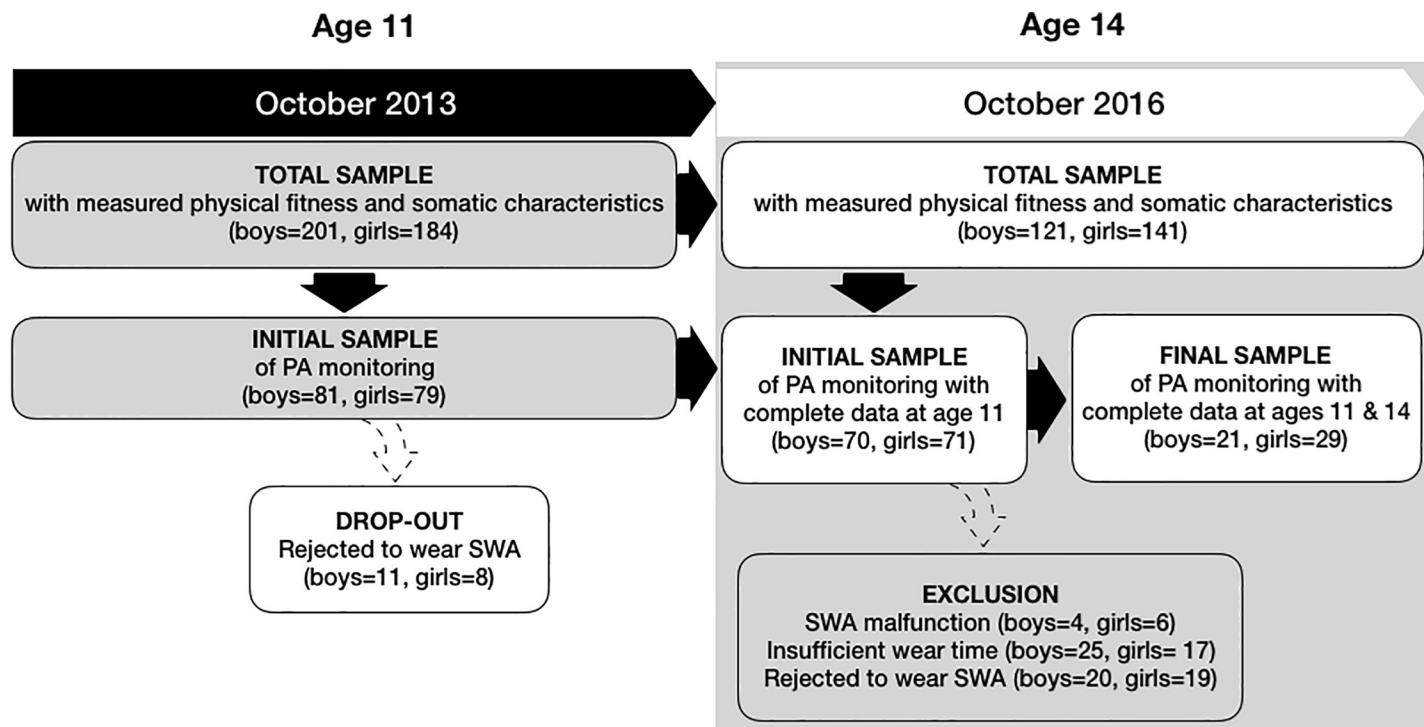 Age 11
Age 14
October 2013
October 2016
TOTAL SAMPLE
with measured physical fitness and somatic characteristics
(boys=201, girls=184)
TOTAL SAMPLE
with measured physical fitness and somatic characteristics
(boys=121, girls=141)
INITIAL SAMPLE
of PA monitoring
(boys=81, girls=79)
INITIAL SAMPLE
of PA monitoring with
complete data at age 11
(boys=70, girls=71)
FINAL SAMPLE
of PA monitoring with
complete data at ages 11 & 14
(boys=21, girls=29)
DROP-OUT
Rejected to wear SWA
(boys=11, girls=8)
EXCLUSION
SWA malfunction (boys=4, girls=6)
Insufficient wear time (boys=25, girls= 17)
Rejected to wear SWA (boys=20, girls=19)